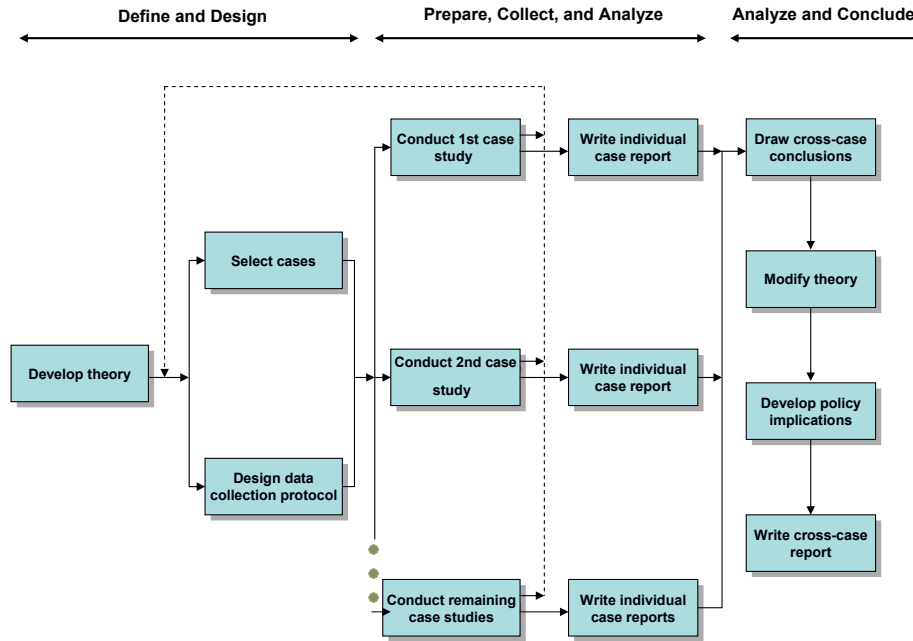 Define and Design
Prepare, Collect, and Analyze
Analyze and Conclude
Develop theory
Select cases
Design data
collection protocol
Conduct 1st case
study
Conduct 2nd case
study
Conduct remaining
case studies
Write individual
case report
Write individual
case report
Write individual
case reports
Draw cross-case
conclusions
Modify theory
Develop policy
implications
Write cross-case
report